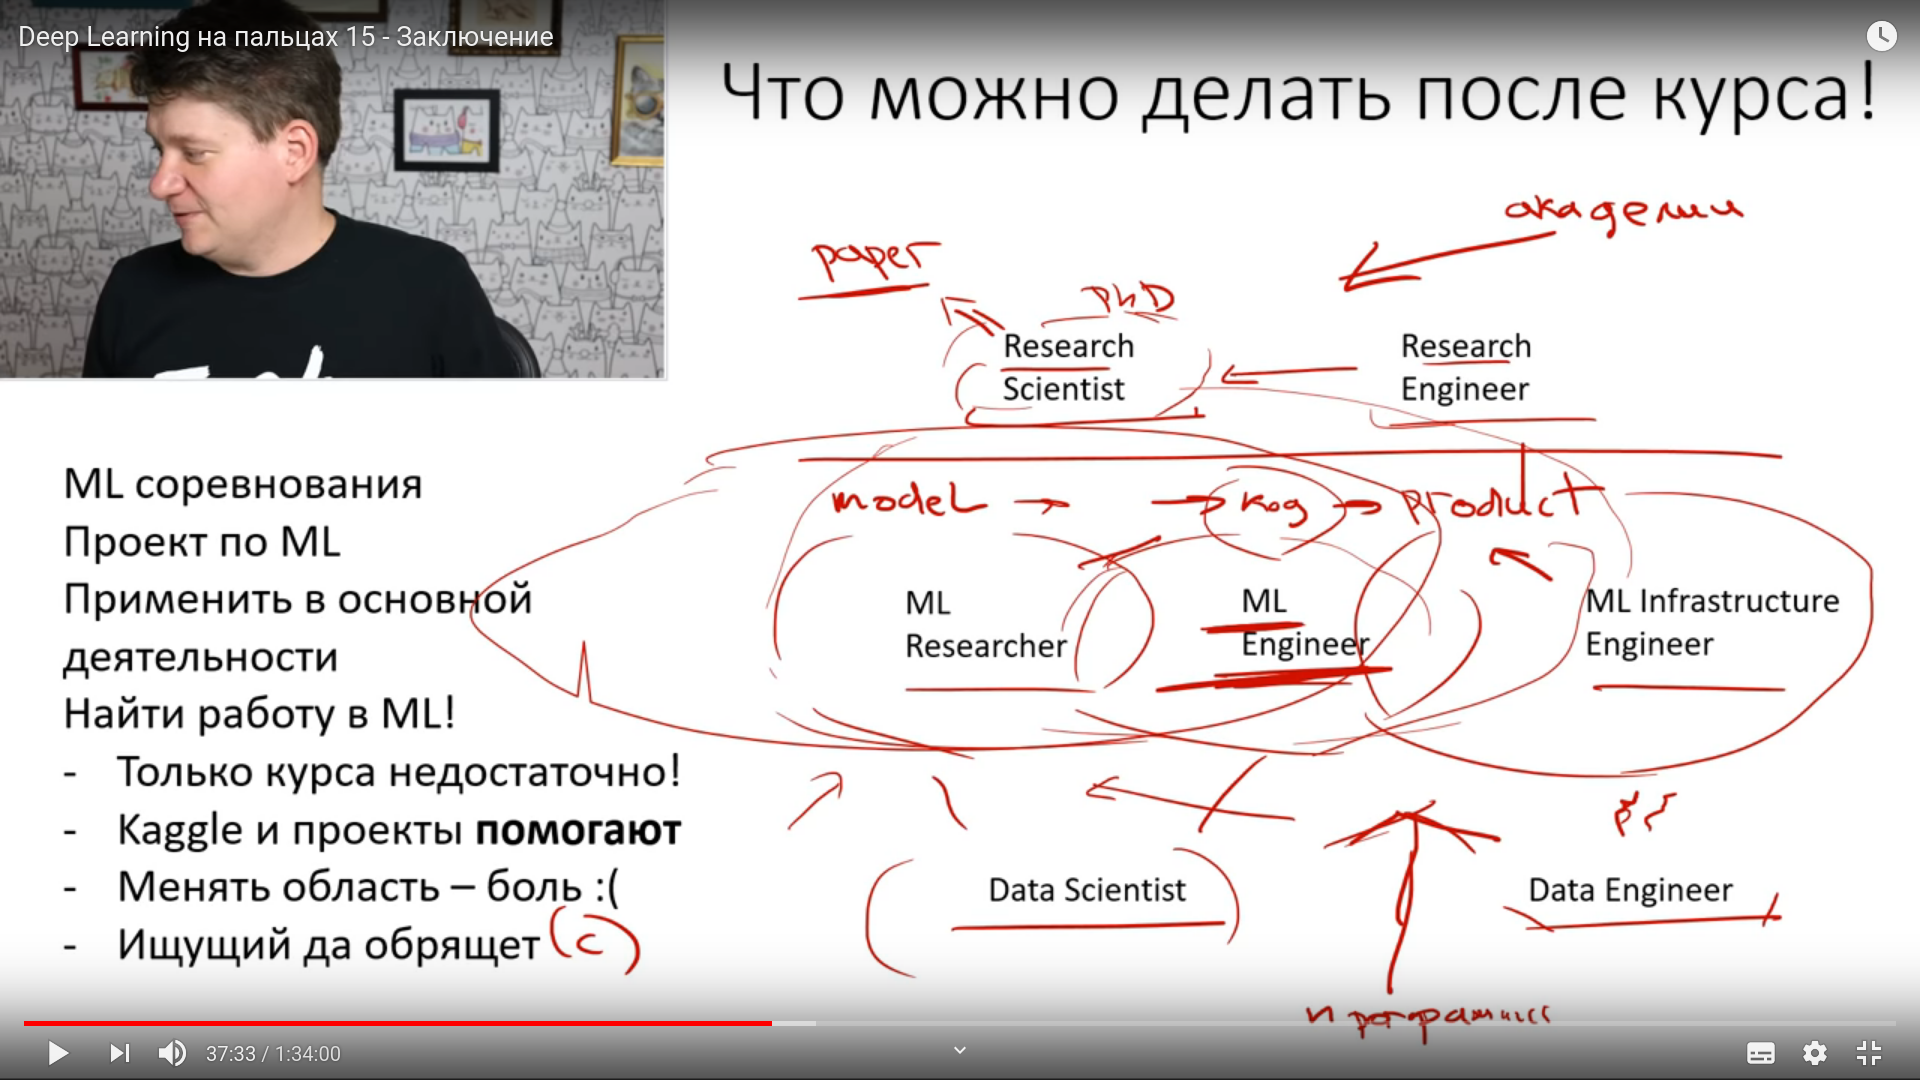 Deep Learning на пальцах 15 - Заключение
Что можно делать после курса!
академии
paper
PhD
Research
Scientist
Research
Engineer
ML соревнования
Проект по ML
Применить в основной
деятельности
Найти работу в ML!
- Только курса недостаточно!
- Kaggle и проекты помогают
- Менять область – боль :(
- Ищущий да обрящет (c)
model → → код → product
ML
Researcher
ML
Engineer
ML Infrastructure
Engineer
Data Scientist
Data Engineer
37:33 / 1:34:00